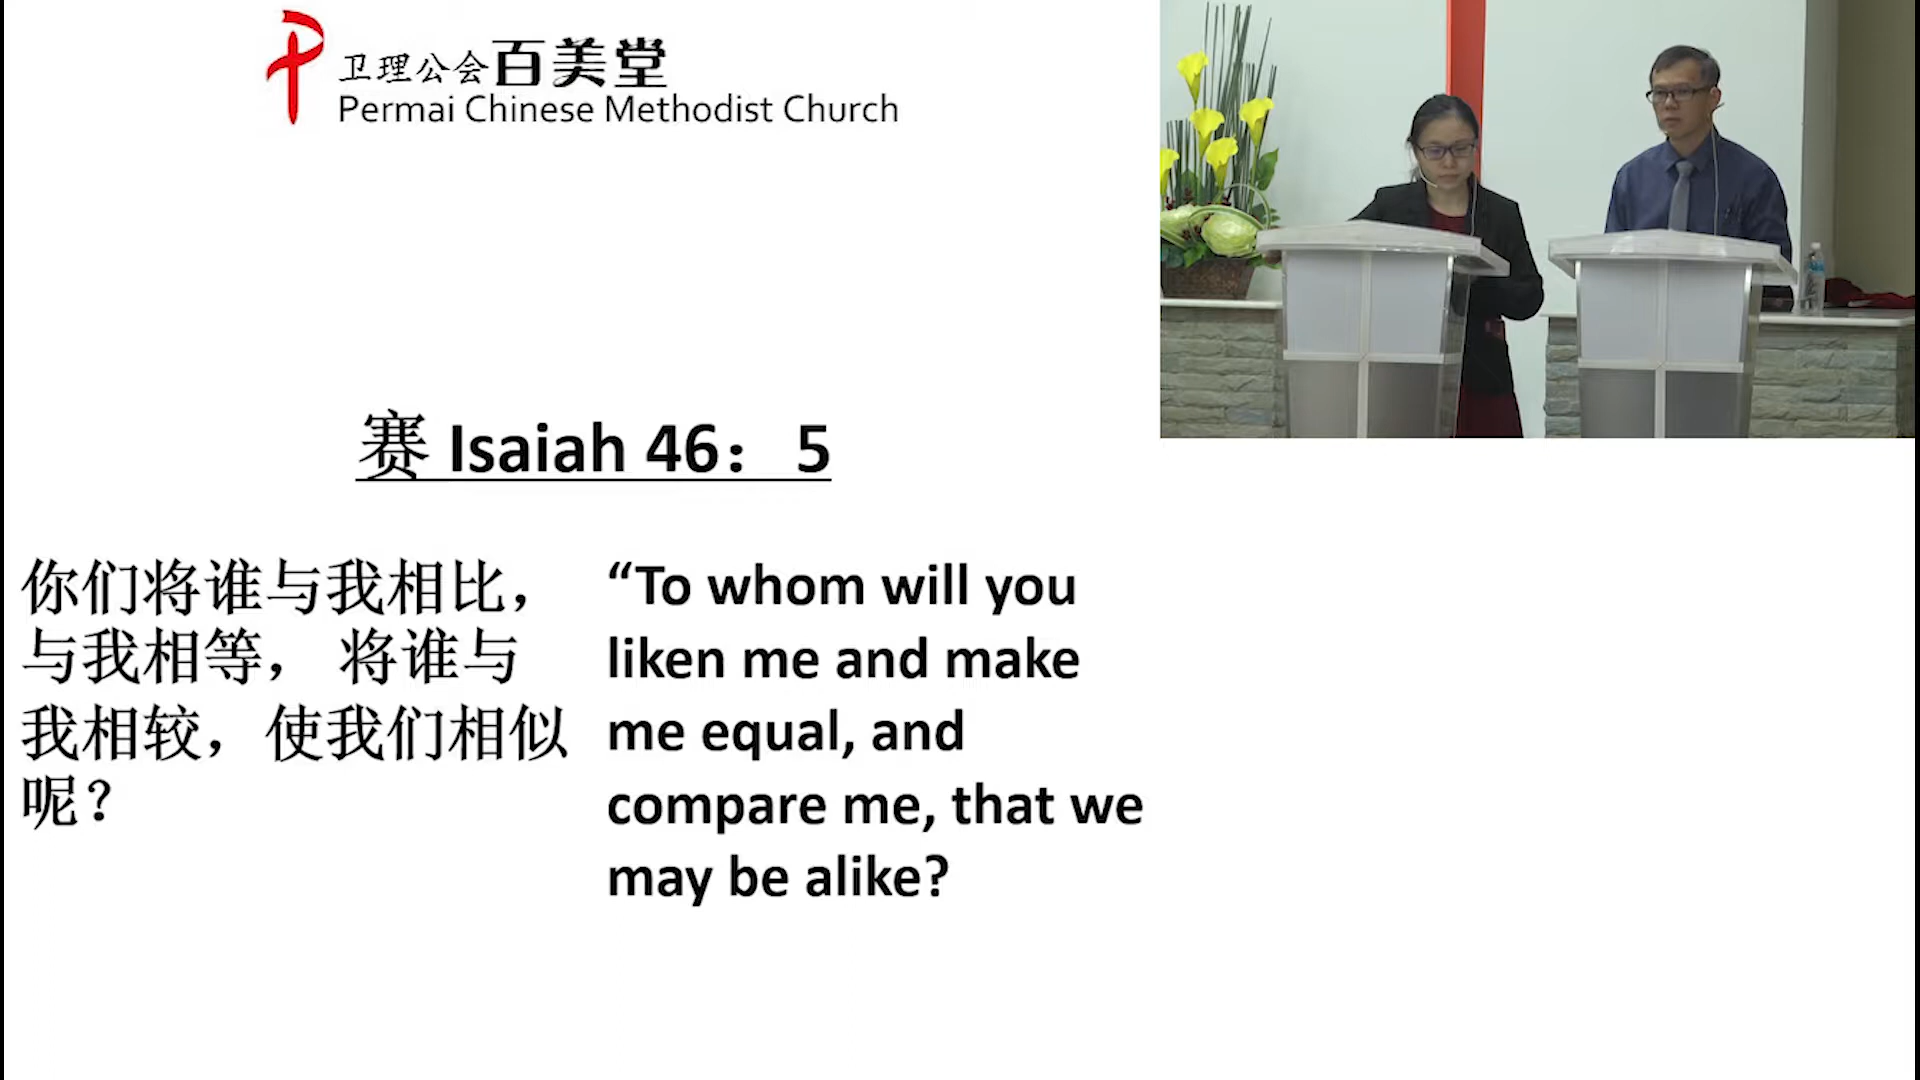 卫理公会百美堂
Permai Chinese Methodist Church
赛 Isaiah 46： 5
你们将谁与我相比，
与我相等， 将谁与
我相较，使我们相似
呢？
“To whom will you
liken me and make
me equal, and
compare me, that we
may be alike?